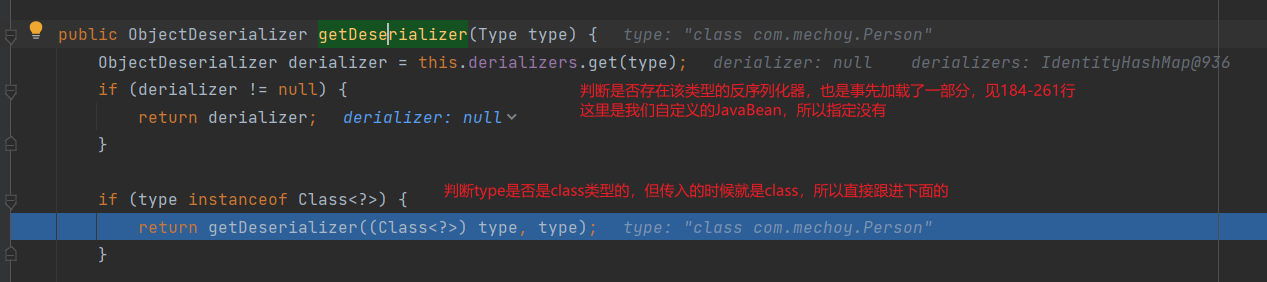 public ObjectDeserializer getDeserializer(Type type) {   type: "class com.mechoy.Person"
ObjectDeserializer derializer = this.derializers.get(type);   derializer: null    derializers: IdentityHashMap@936
if (derializer != null) {
判断是否存在该类型的反序列化器，也是事先加载了一部分，见184-261行
这里是我们自定义的JavaBean，所以指定没有
return derializer;   derializer: null
}
if (type instanceof Class<?>) {
判断type是否是class类型的，但传入的时候就是class，所以直接跟进下面的
return getDeserializer((Class<?>) type, type);   type: "class com.mechoy.Person"
}